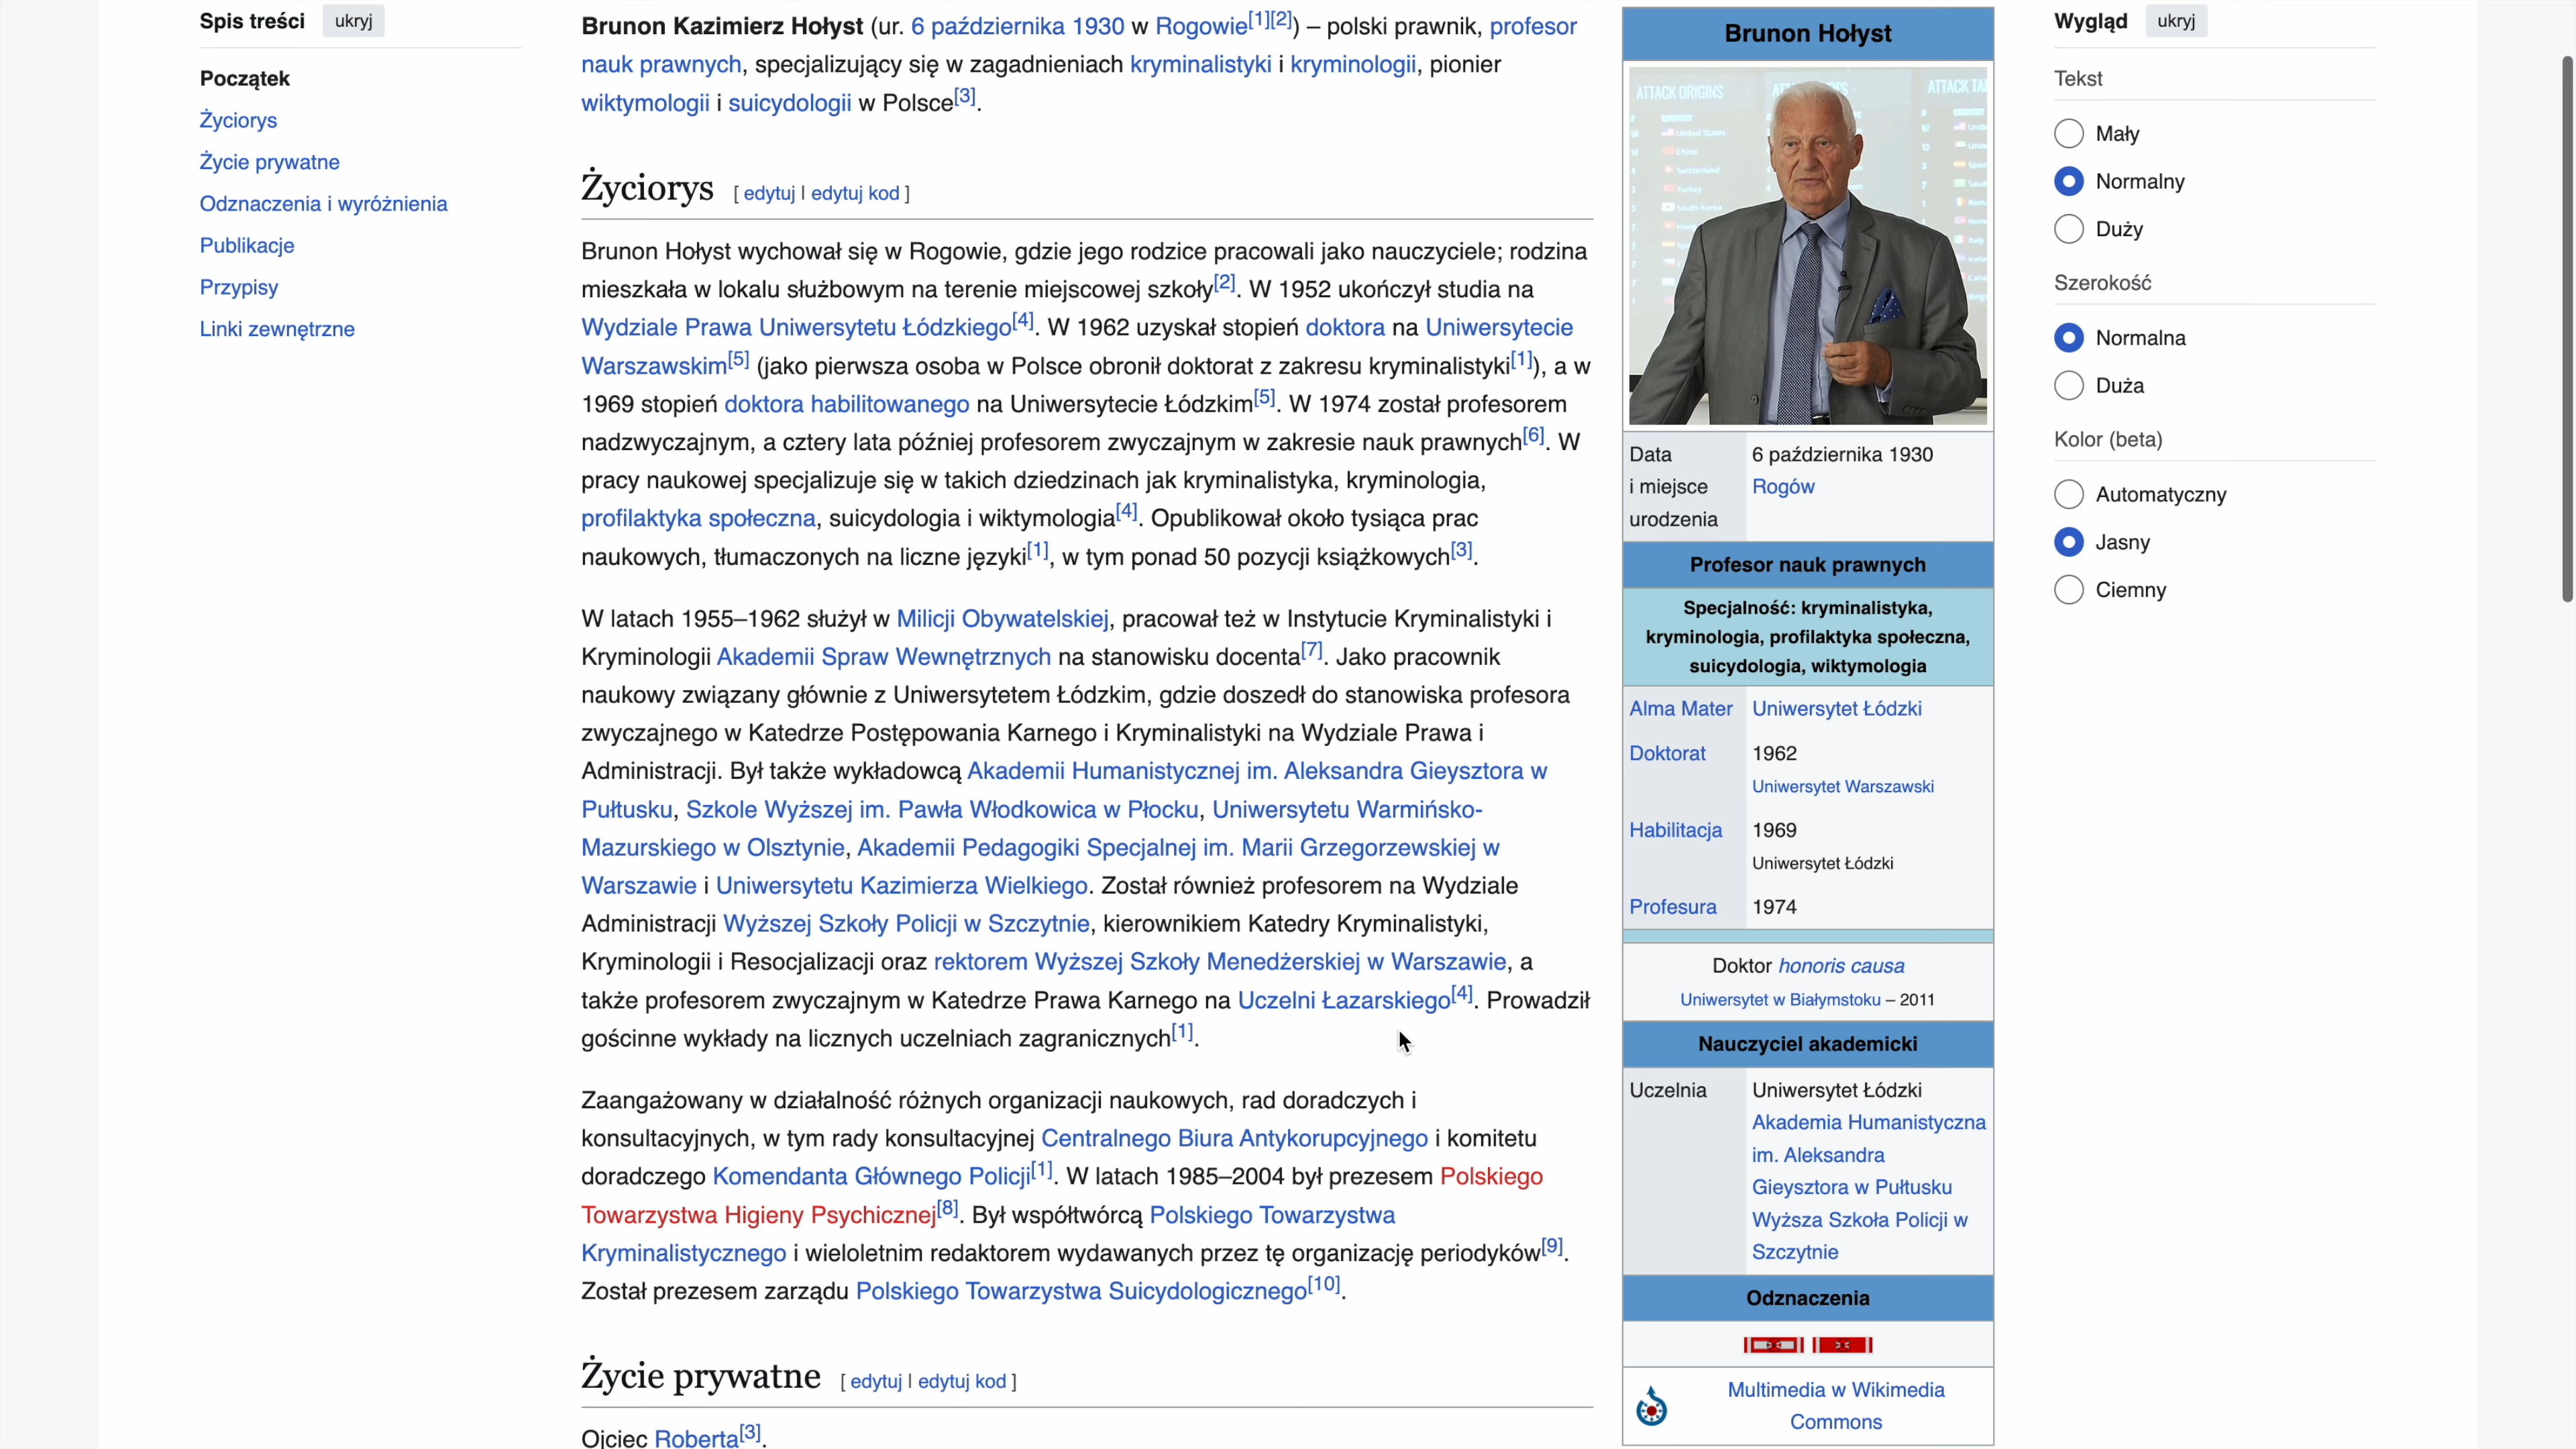 Spis treści ukryj
Początek
Życiorys
Życie prywatne
Odznaczenia i wyróżnienia
Publikacje
Przypisy
Linki zewnętrzne
Brunon Kazimierz Hołyst (ur. 6 października 1930 w Rogowie[1][2]) – polski prawnik, profesor
nauk prawnych, specjalizujący się w zagadnieniach kryminalistyki i kryminologii, pionier
wiktymologii i suicydologii w Polsce[3].
Życiorys [ edytuj | edytuj kod ]
Brunon Hołyst wychował się w Rogowie, gdzie jego rodzice pracowali jako nauczyciele; rodzina
mieszkała w lokalu służbowym na terenie miejscowej szkoły[2]. W 1952 ukończył studia na
Wydziale Prawa Uniwersytetu Łódzkiego[4]. W 1962 uzyskał stopień doktora na Uniwersytecie
Warszawskim[5] (jako pierwsza osoba w Polsce obronił doktorat z zakresu kryminalistyki[1]), a w
1969 stopień doktora habilitowanego na Uniwersytecie Łódzkim[5]. W 1974 został profesorem
nadzwyczajnym, a cztery lata później profesorem zwyczajnym w zakresie nauk prawnych[6]. W
pracy naukowej specjalizuje się w takich dziedzinach jak kryminalistyka, kryminologia,
profilaktyka społeczna, suicydologia i wiktymologia[4]. Opublikował około tysiąca prac
naukowych, tłumaczonych na liczne języki[1], w tym ponad 50 pozycji książkowych[3].
W latach 1955–1962 służył w Milicji Obywatelskiej, pracował też w Instytucie Kryminalistyki i
Kryminologii Akademii Spraw Wewnętrznych na stanowisku docenta[7]. Jako pracownik
naukowy związany głównie z Uniwersytetem Łódzkim, gdzie doszedł do stanowiska profesora
zwyczajnego w Katedrze Postępowania Karnego i Kryminalistyki na Wydziale Prawa i
Administracji. Był także wykładowcą Akademii Humanistycznej im. Aleksandra Gieysztora w
Pułtusku, Szkole Wyższej im. Pawła Włodkowica w Płocku, Uniwersytetu Warmińsko-
Mazurskiego w Olsztynie, Akademii Pedagogiki Specjalnej im. Marii Grzegorzewskiej w
Warszawie i Uniwersytetu Kazimierza Wielkiego. Został również profesorem na Wydziale
Administracji Wyższej Szkoły Policji w Szczytnie, kierownikiem Katedry Kryminalistyki,
Kryminologii i Resocjalizacji oraz rektorem Wyższej Szkoły Menedżerskiej w Warszawie, a
także profesorem zwyczajnym w Katedrze Prawa Karnego na Uczelni Łazarskiego[4]. Prowadził
gościnne wykłady na licznych uczelniach zagranicznych[1].
Zaangażowany w działalność różnych organizacji naukowych, rad doradczych i
konsultacyjnych, w tym rady konsultacyjnej Centralnego Biura Antykorupcyjnego i komitetu
doradczego Komendanta Głównego Policji[1]. W latach 1985–2004 był prezesem Polskiego
Towarzystwa Higieny Psychicznej[8]. Był współtwórcą Polskiego Towarzystwa
Kryminalistycznego i wieloletnim redaktorem wydawanych przez tę organizację periodyków[9].
Został prezesem zarządu Polskiego Towarzystwa Suicydologicznego[10].
Życie prywatne [ edytuj | edytuj kod ]
Ojciec Roberta[3].
Brunon Hołyst
ATTACK ORIGINS
ATTACK
United States
China
Switzerland
Turkey
South Korea
Data
i miejsce
urodzenia
6 października 1930
Rogów
Profesor nauk prawnych
Specjalność: kryminalistyka,
kryminologia, profilaktyka społeczna,
suicydologia, wiktymologia
Alma Mater Uniwersytet Łódzki
Doktorat 1962
Uniwersytet Warszawski
Habilitacja 1969
Uniwersytet Łódzki
Profesura 1974
Doktor honoris causa
Uniwersytet w Białymstoku – 2011
Nauczyciel akademicki
Uczelnia Uniwersytet Łódzki
Akademia Humanistyczna
im. Aleksandra
Gieysztora w Pułtusku
Wyższa Szkoła Policji w
Szczytnie
Odznaczenia
Multimedia w Wikimedia
Commons
Wygląd ukryj
Tekst
Mały
Normalny
Duży
Szerokość
Normalna
Duża
Kolor (beta)
Automatyczny
Jasny
Ciemny